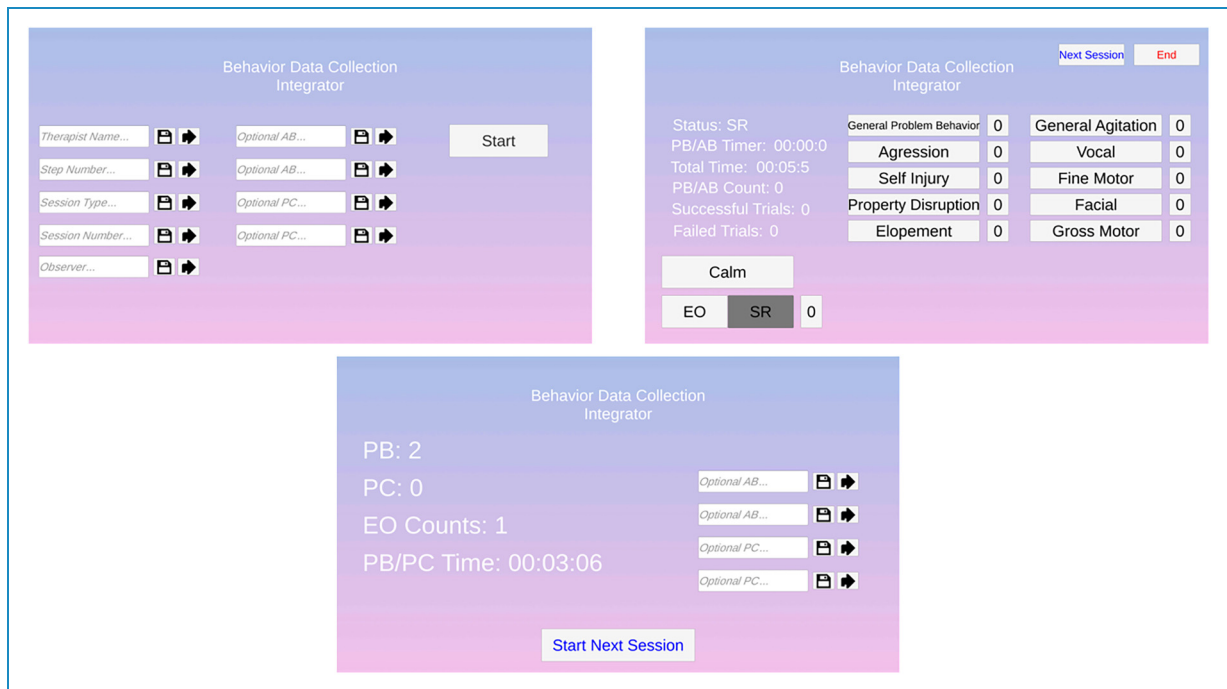 Behavior Data Collection
Integrator
Therapist Name...
Optional AB...
Start
Step Number...
Optional AB...
Session Type...
Optional PC...
Session Number...
Optional PC...
Observer...
Next Session
End
Behavior Data Collection
Integrator
Status: SR
PB/AB Timer: 00:00:0
Total Time: 00:05:5
PB/AB Count: 0
Successful Trials: 0
Failed Trials: 0
General Problem Behavior 0
General Agitation 0
Agression 0
Vocal 0
Self Injury 0
Fine Motor 0
Property Disruption 0
Facial 0
Elopement 0
Gross Motor 0
Calm
EO SR 0
Behavior Data Collection
Integrator
PB: 2
PC: 0
EO Counts: 1
PB/PC Time: 00:03:06
Optional AB...
Optional AB...
Optional PC...
Optional PC...
Start Next Session